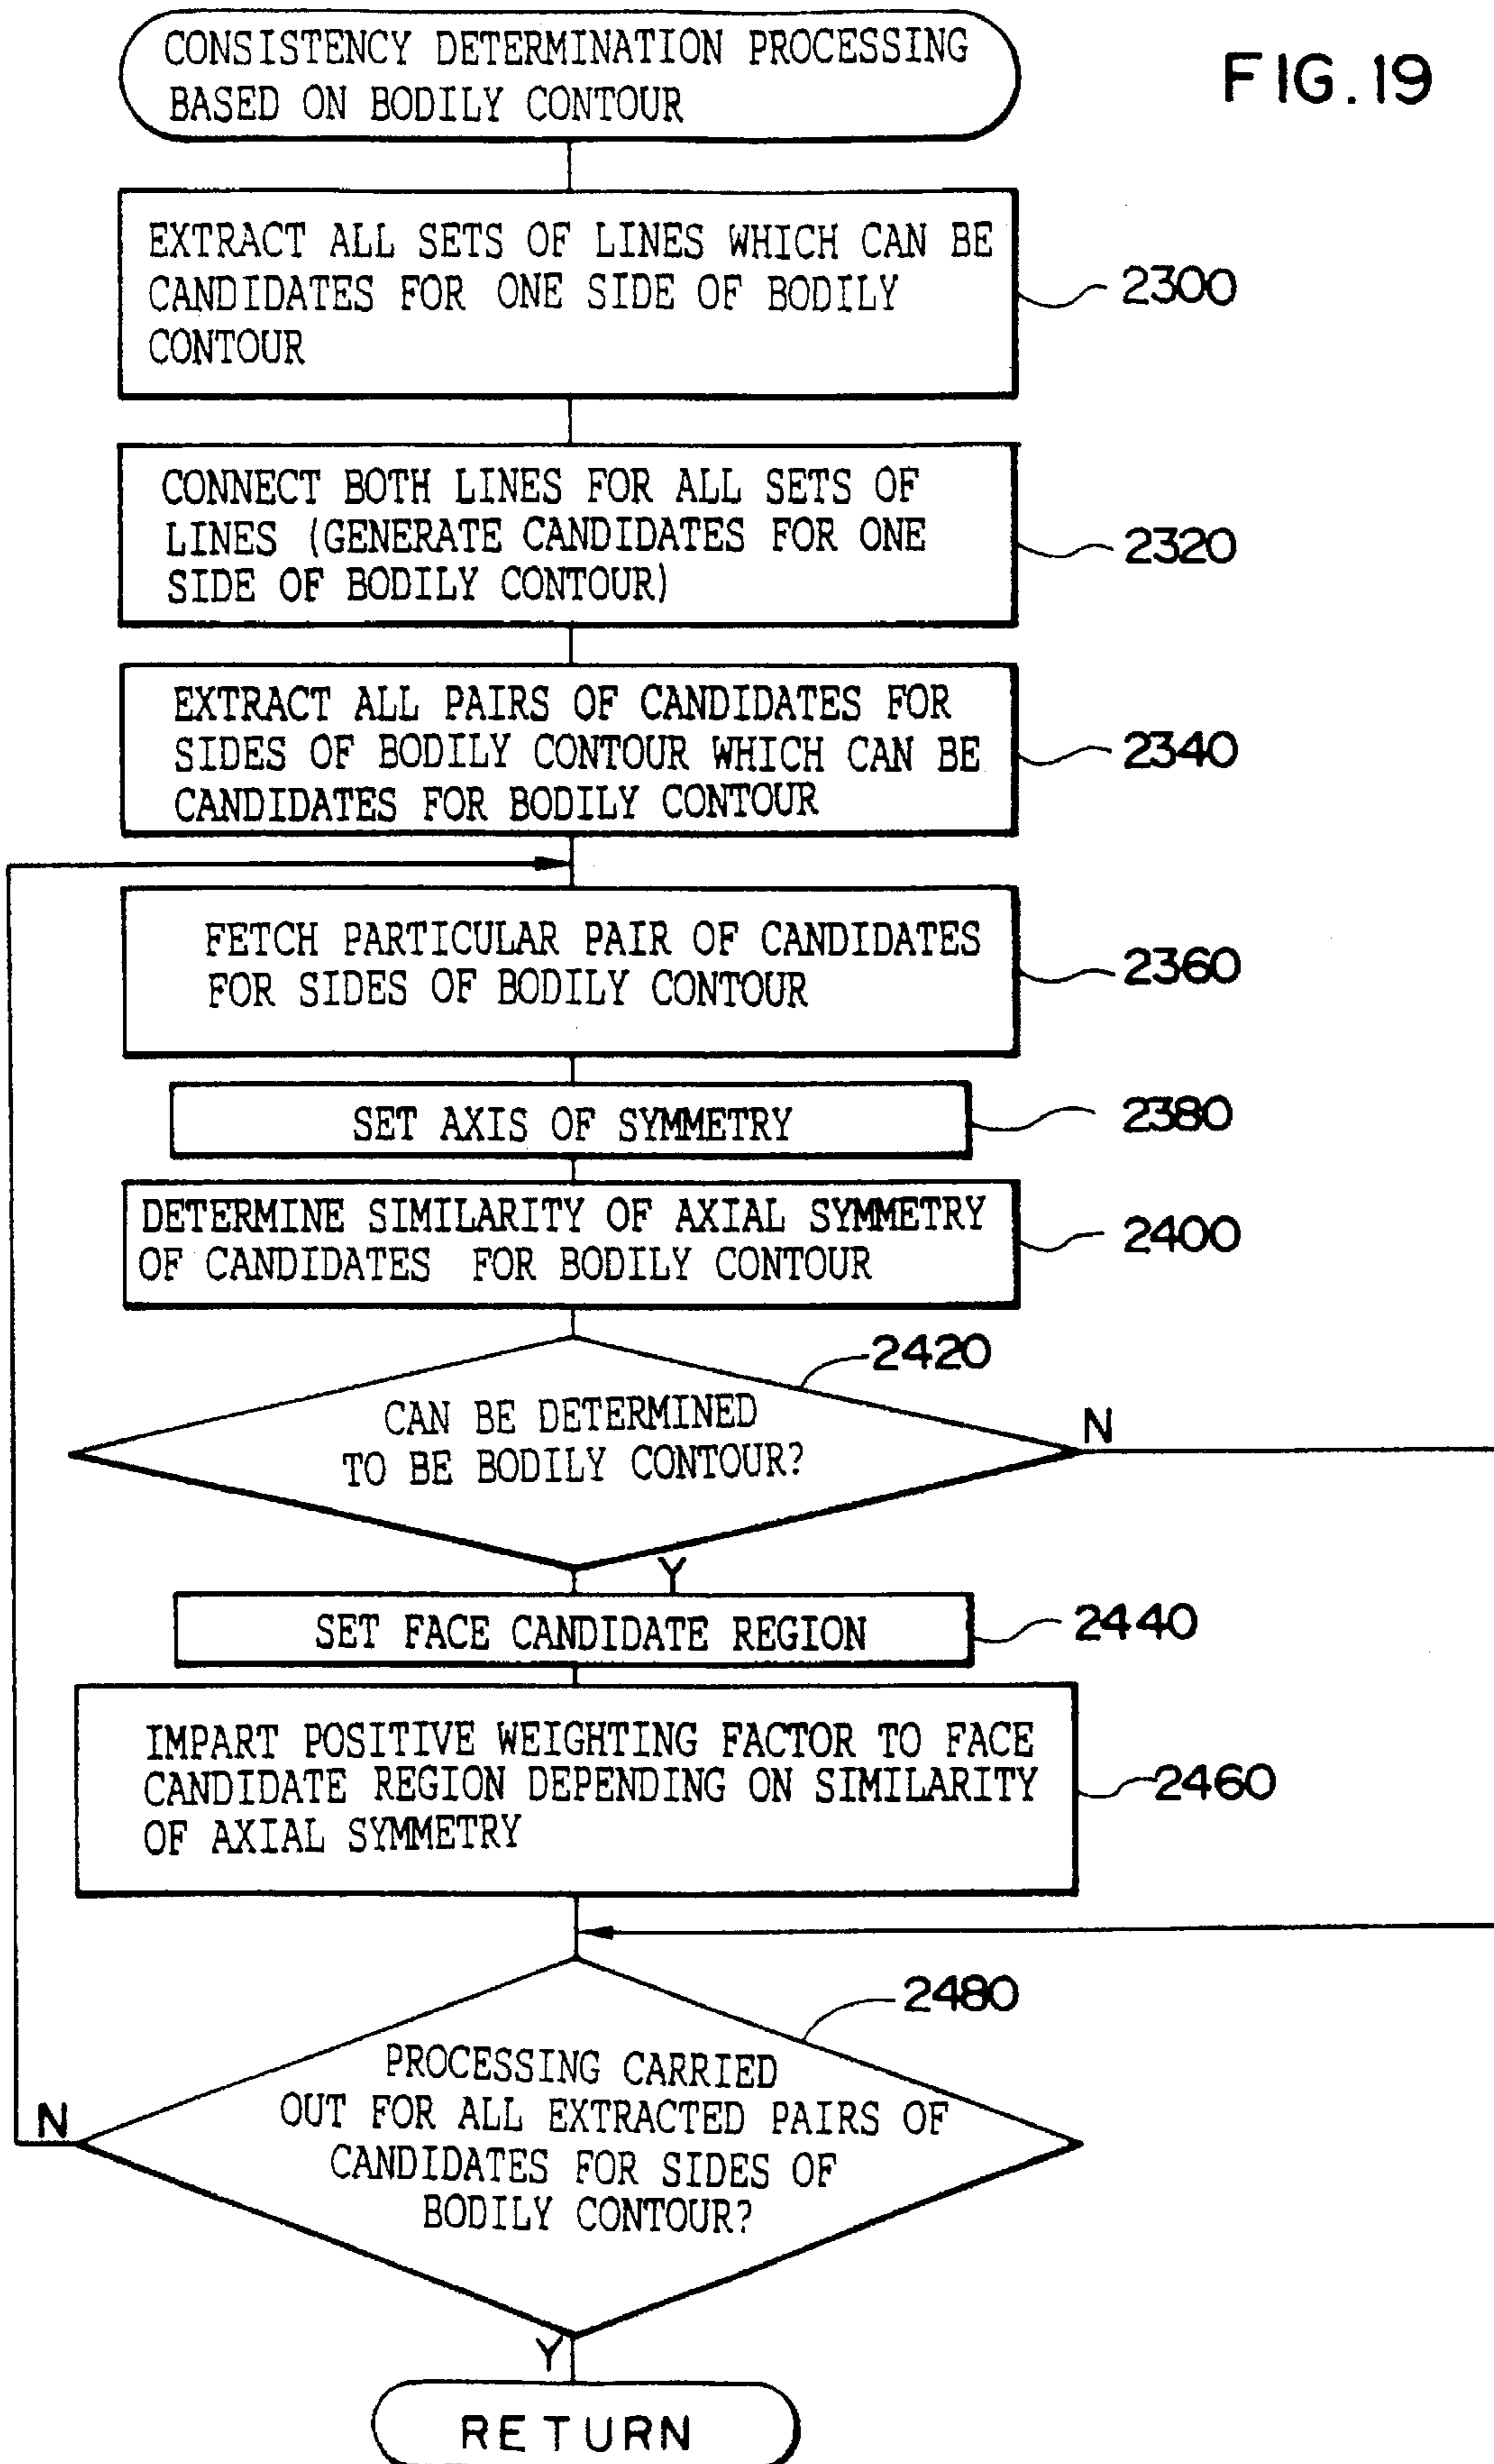 CONSISTENCY DETERMINATION PROCESSING
BASED ON BODILY CONTOUR
FIG.19
EXTRACT ALL SETS OF LINES WHICH CAN BE
CANDIDATES FOR ONE SIDE OF BODILY
CONTOUR
2300
CONNECT BOTH LINES FOR ALL SETS OF
LINES (GENERATE CANDIDATES FOR ONE
SIDE OF BODILY CONTOUR)
2320
EXTRACT ALL PAIRS OF CANDIDATES FOR
SIDES OF BODILY CONTOUR WHICH CAN BE
CANDIDATES FOR BODILY CONTOUR
2340
FETCH PARTICULAR PAIR OF CANDIDATES
FOR SIDES OF BODILY CONTOUR
2360
SET AXIS OF SYMMETRY
2380
DETERMINE SIMILARITY OF AXIAL SYMMETRY
OF CANDIDATES FOR BODILY CONTOUR
2400
2420
CAN BE DETERMINED
TO BE BODILY CONTOUR?
N
Y
SET FACE CANDIDATE REGION
2440
IMPART POSITIVE WEIGHTING FACTOR TO FACE
CANDIDATE REGION DEPENDING ON SIMILARITY
OF AXIAL SYMMETRY
2460
2480
PROCESSING CARRIED
OUT FOR ALL EXTRACTED PAIRS OF
CANDIDATES FOR SIDES OF
BODILY CONTOUR?
N
Y
RETURN